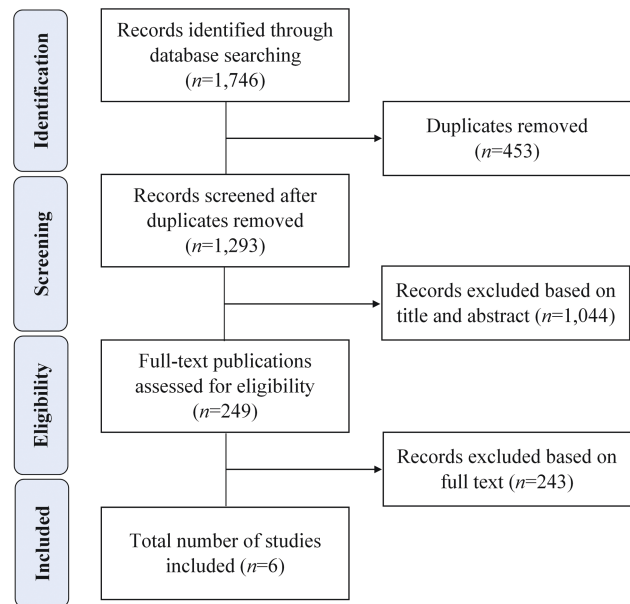 Identification
Records identified through
database searching
(n=1,746)
Duplicates removed
(n=453)
Screening
Records screened after
duplicates removed
(n=1,293)
Records excluded based on
title and abstract (n=1,044)
Eligibility
Full-text publications
assessed for eligibility
(n=249)
Records excluded based on
full text (n=243)
Included
Total number of studies
included (n=6)